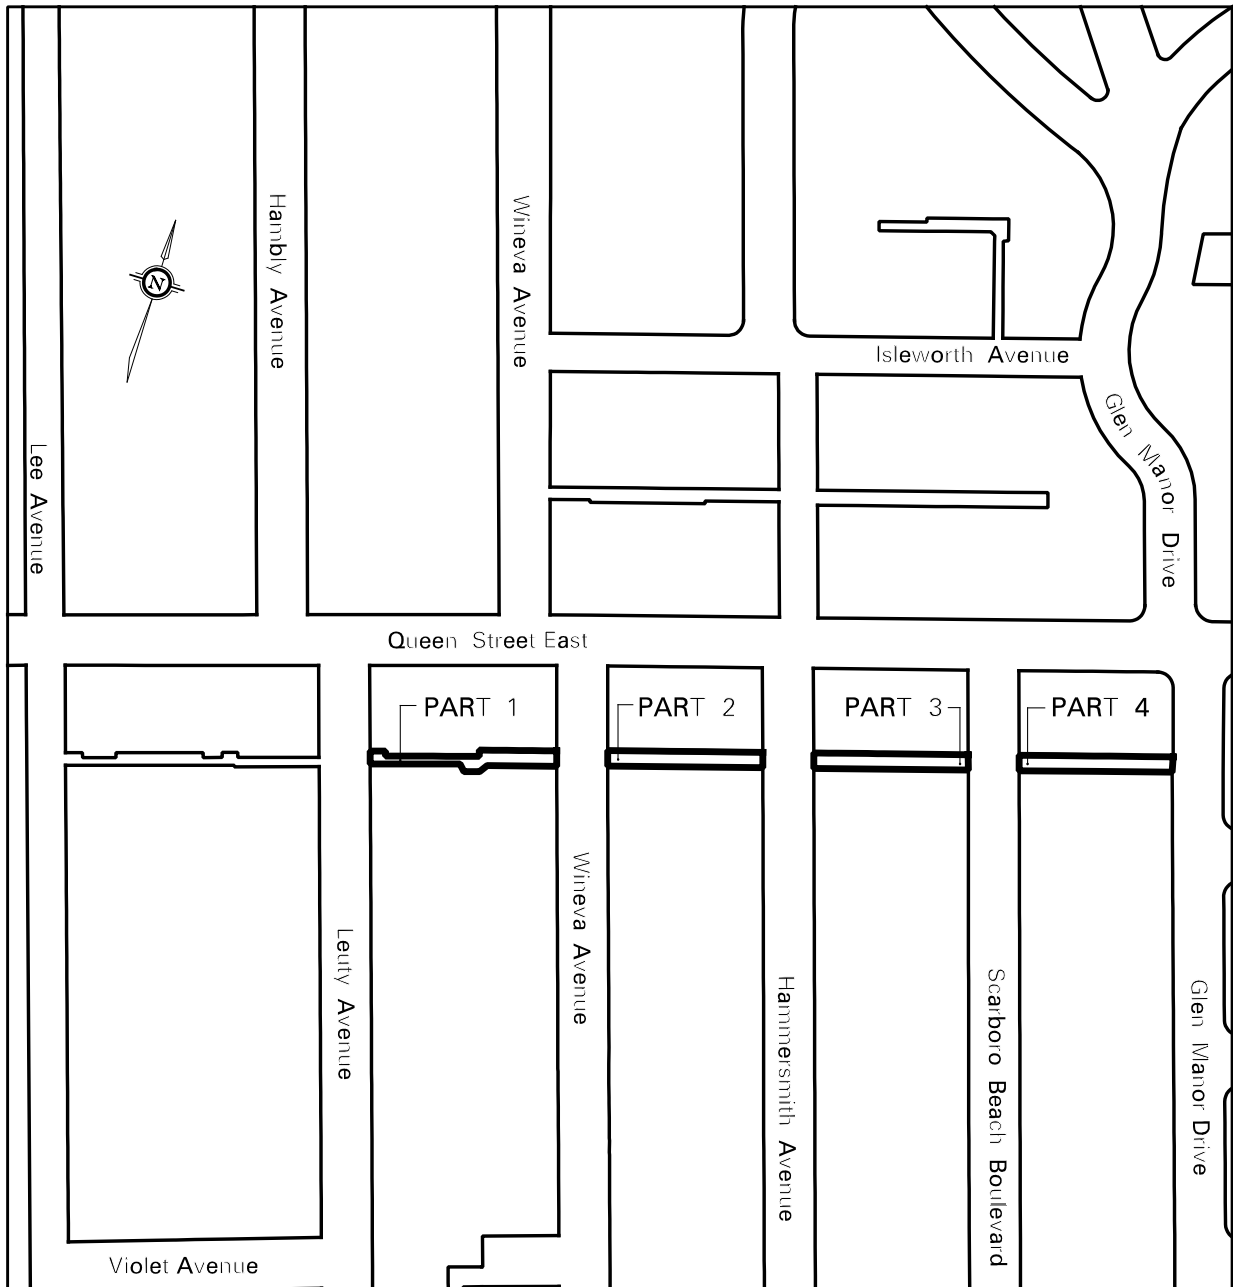 Hambly Avenue
Wineva Avenue
N
Isleworth Avenue
Glen Manor Drive
Lee Avenue
Queen Street East
PART 1
PART 2
PART 3
PART 4
Wineva Avenue
Leuty Avenue
Hammersmith Avenue
Scarboro Beach Boulevard
Glen Manor Drive
Violet Avenue